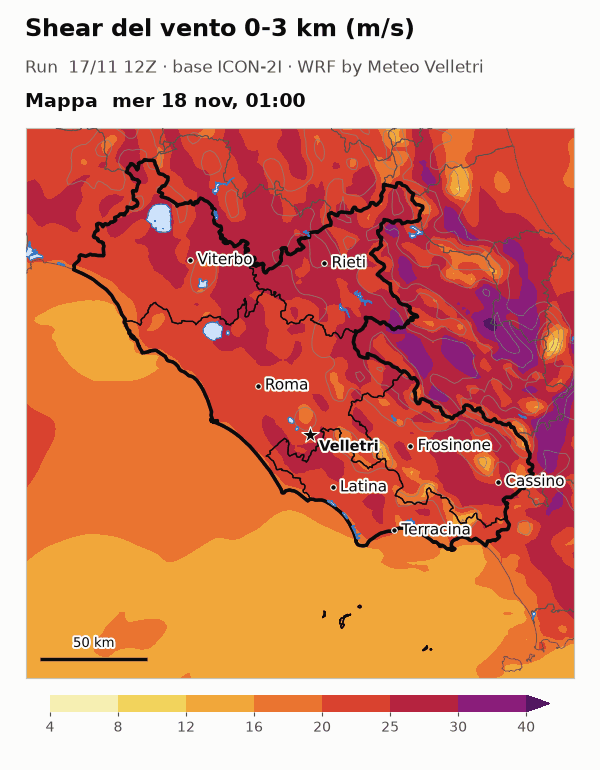 Shear del vento 0-3 km (m/s)
Run 17/11 12Z · base ICON-2I · WRF by Meteo Velletri
Mappa mer 18 nov, 01:00
Viterbo
Rieti
Roma
Velletri
Frosinone
Latina
Cassino
Terracina
50 km
4 8 12 16 20 25 30 40